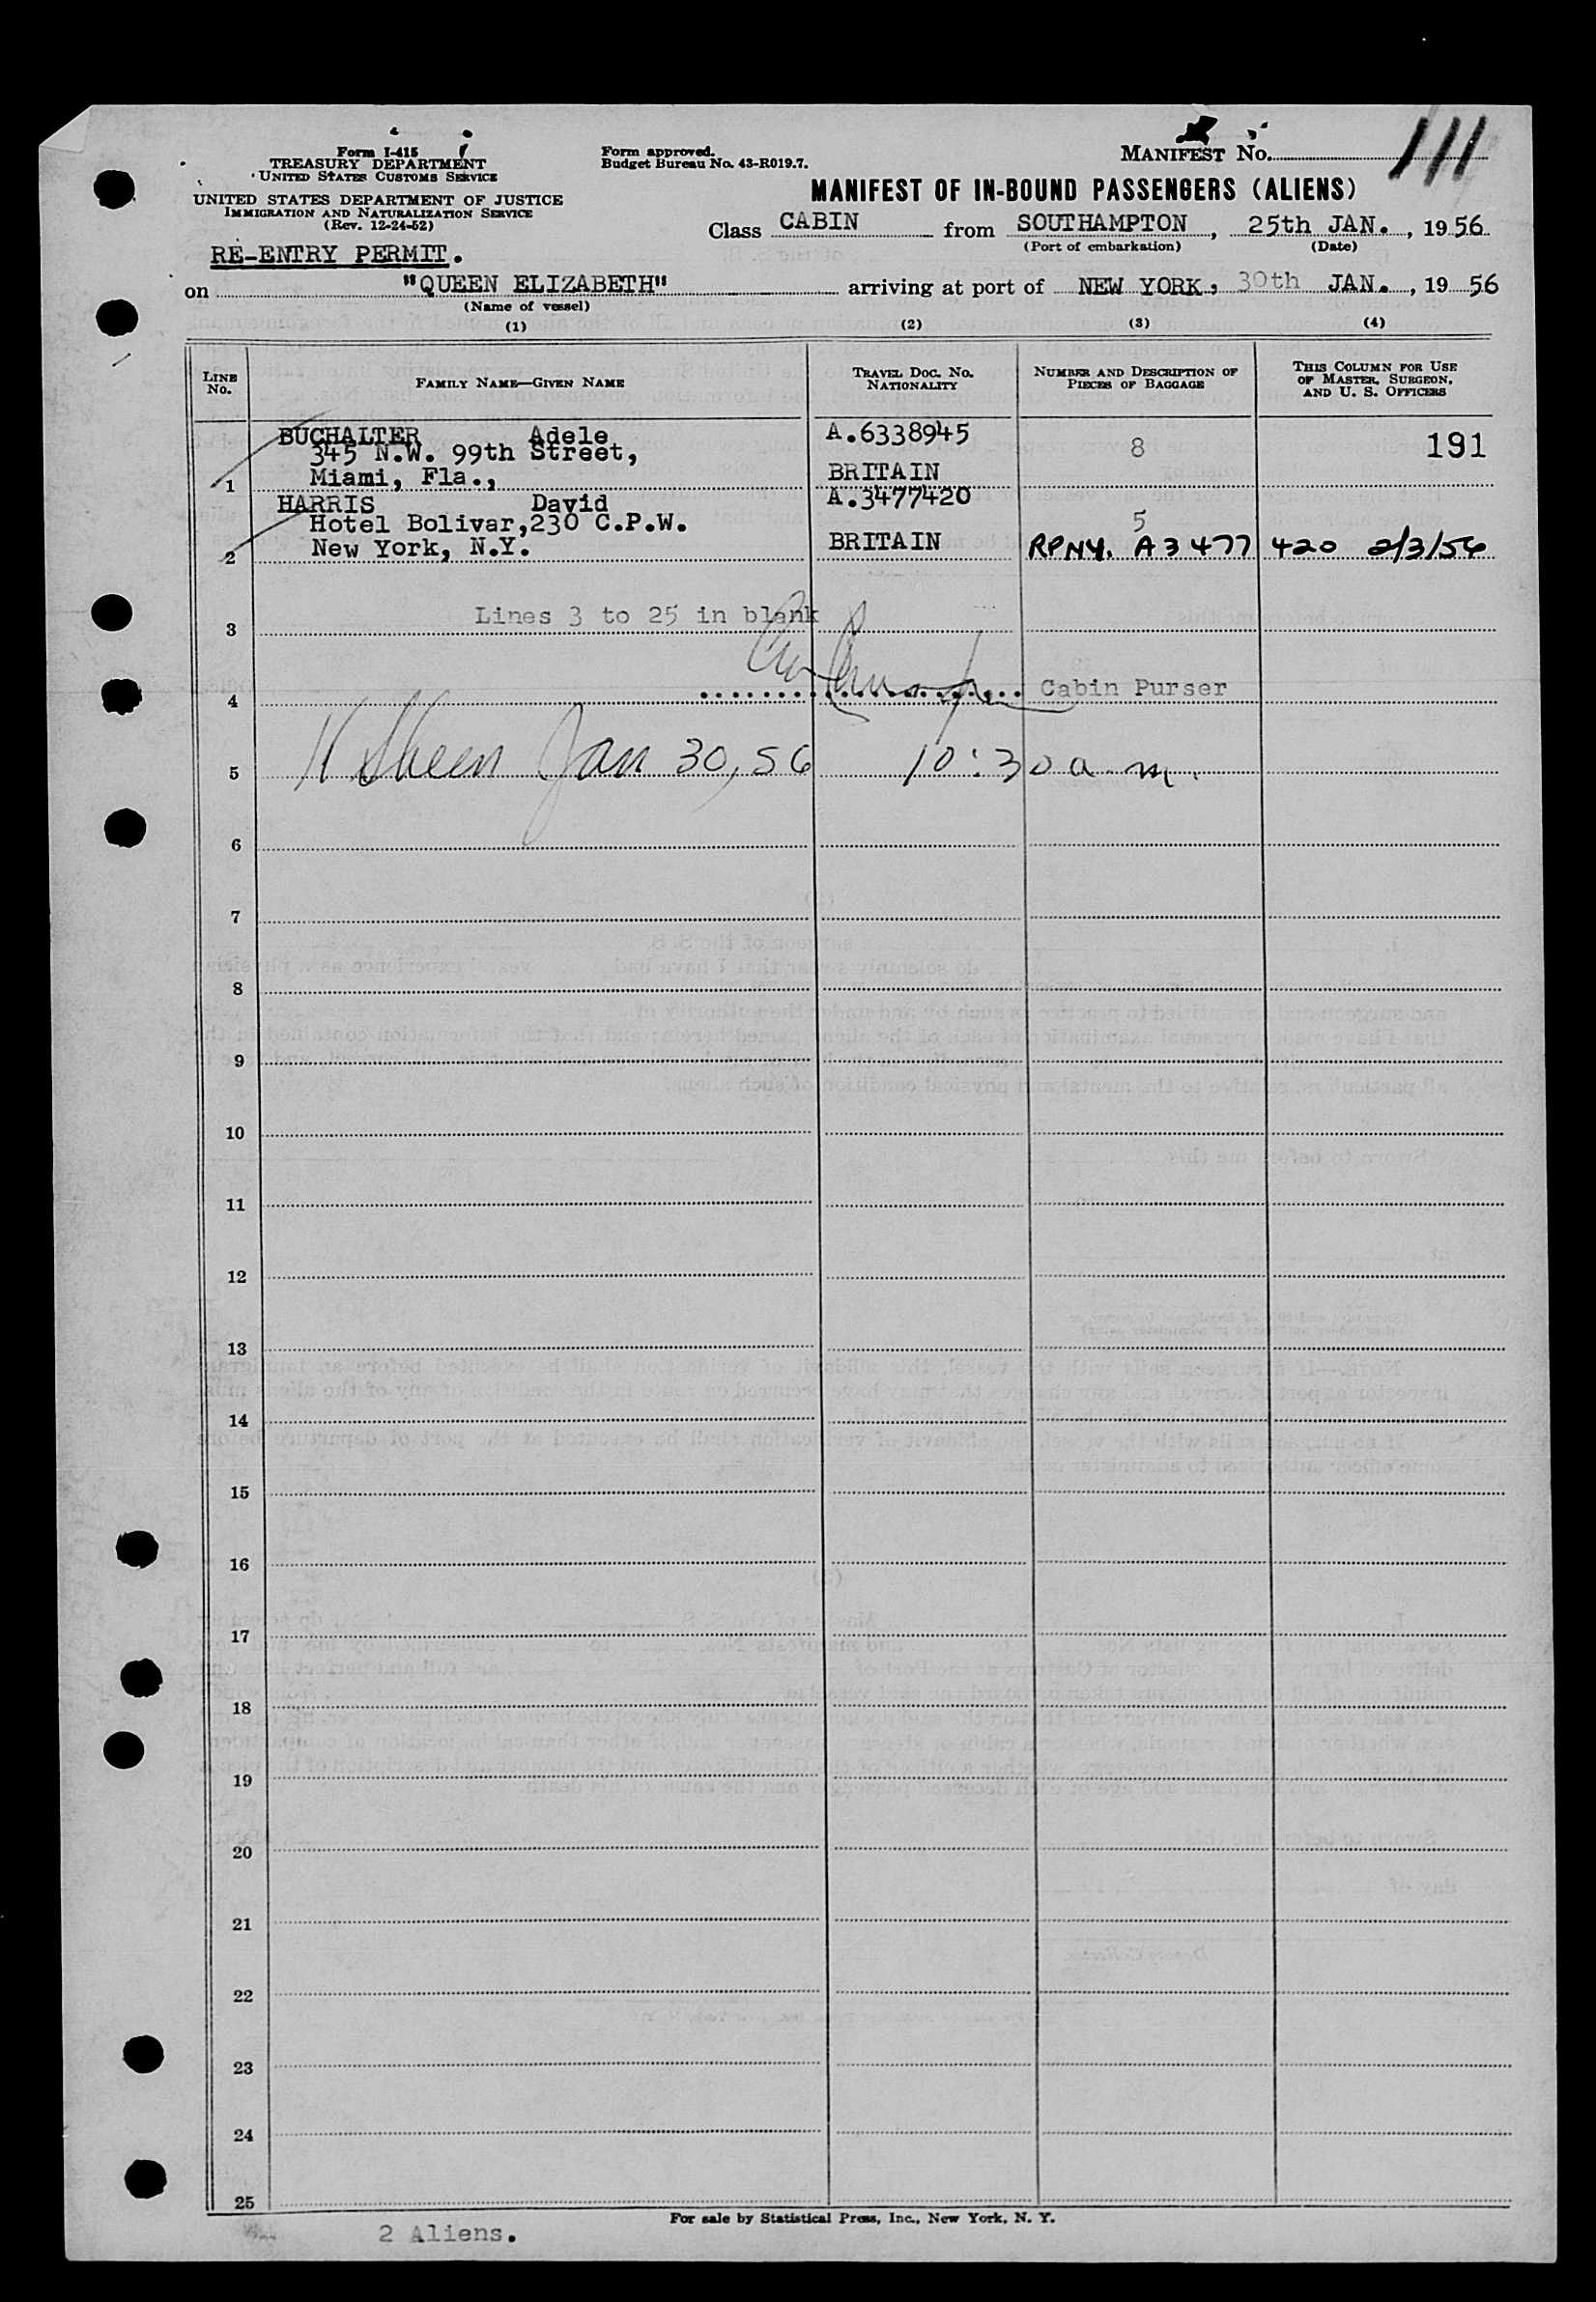 Form I-415
TREASURY DEPARTMENT
UNITED STATES CUSTOMS SERVICE
UNITED STATES DEPARTMENT OF JUSTICE
IMMIGRATION AND NATURALIZATION SERVICE
(Rev. 12-24-52)
Form approved.
Budget Bureau No. 43-R019.7.
MANIFEST No. 111
MANIFEST OF IN-BOUND PASSENGERS (ALIENS)
Class CABIN from SOUTHAMPTON, 25th JAN., 1956
(Port of embarkation) (Date)
RE-ENTRY PERMIT.
on "QUEEN ELIZABETH" arriving at port of NEW YORK, 30th JAN., 1956
(Name of vessel)
(1) (2) (3) (4)
LINE No. FAMILY NAME—GIVEN NAME TRAVEL DOC. No. NATIONALITY NUMBER AND DESCRIPTION OF PIECES OF BAGGAGE THIS COLUMN FOR USE OF MASTER, SURGEON, AND U. S. OFFICERS
BUCHALTER Adele A.6338945 8 191
345 N.W. 99th Street,
1 Miami, Fla., BRITAIN
HARRIS David A.3477420
Hotel Bolivar, 230 C.P.W. 5
2 New York, N.Y. BRITAIN RPNY. A3 477 420 2/3/56
3 Lines 3 to 25 in blank
4 Cabin Purser
5 Jan 30, 56 10:30 a.m.
6
7
8
9
10
11
12
13
14
15
16
17
18
19
20
21
22
23
24
25
For sale by Statistical Press, Inc., New York, N. Y.
2 Aliens.